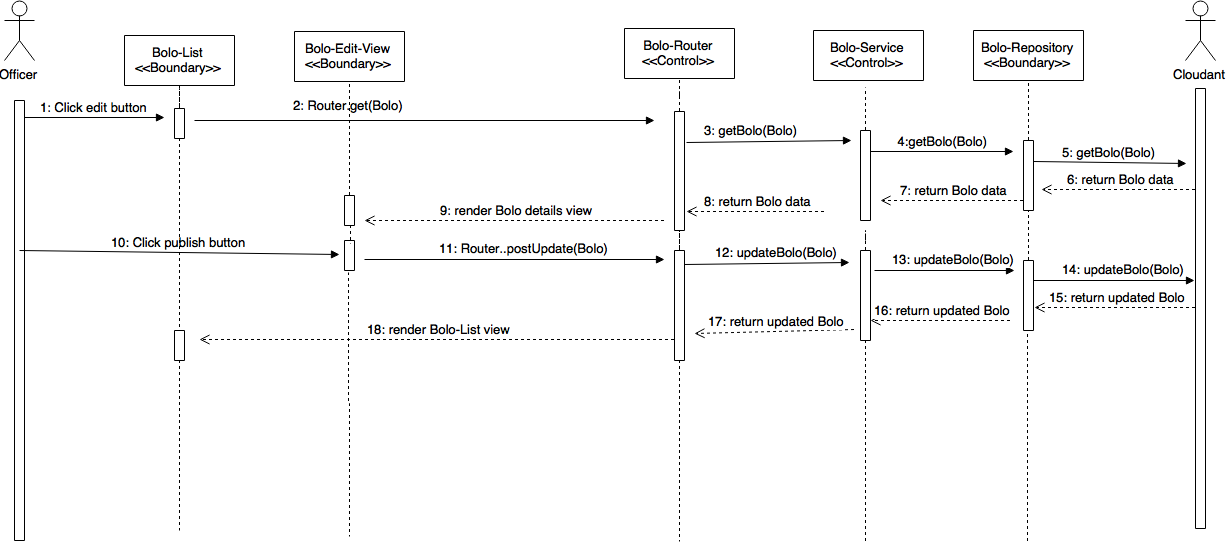 Officer
Bolo-List
<<Boundary>>
Bolo-Edit-View
<<Boundary>>
Bolo-Router
<<Control>>
Bolo-Service
<<Control>>
Bolo-Repository
<<Boundary>>
Cloudant
1: Click edit button
2: Router.get(Bolo)
3: getBolo(Bolo)
4:getBolo(Bolo)
5: getBolo(Bolo)
6: return Bolo data
7: return Bolo data
8: return Bolo data
9: render Bolo details view
10: Click publish button
11: Router..postUpdate(Bolo)
12: updateBolo(Bolo)
13: updateBolo(Bolo)
14: updateBolo(Bolo)
15: return updated Bolo
16: return updated Bolo
17: return updated Bolo
18: render Bolo-List view